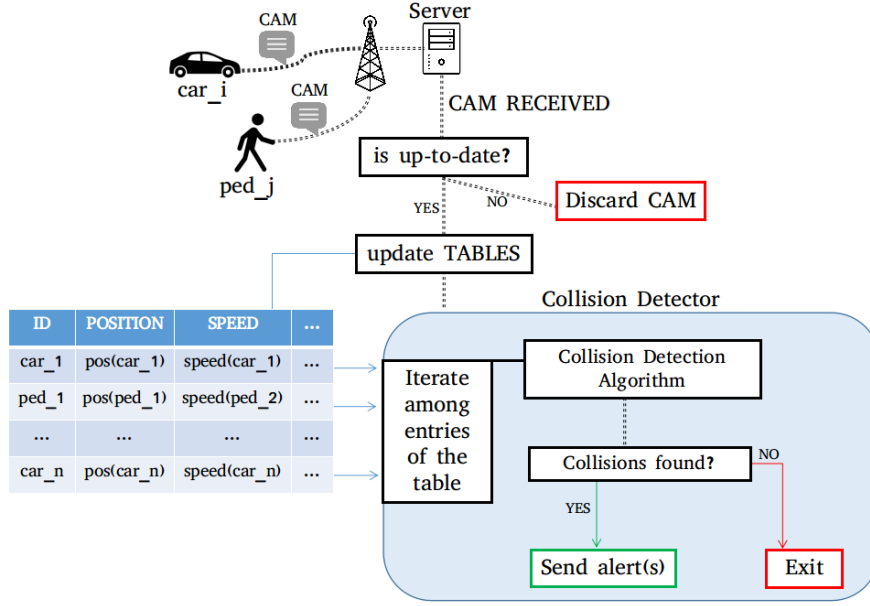 Server
CAM
car_i
CAM
ped_j
CAM RECEIVED
is up-to-date?
YES
NO
Discard CAM
update TABLES
Collision Detector
ID POSITION SPEED ...
car_1 pos(car_1) speed(car_1) ...
ped_1 pos(ped_1) speed(ped_2) ...
... ... ... ...
car_n pos(car_n) speed(car_n) ...
Iterate
among
entries
of the
table
Collision Detection
Algorithm
Collisions found?
NO
YES
Send alert(s)
Exit